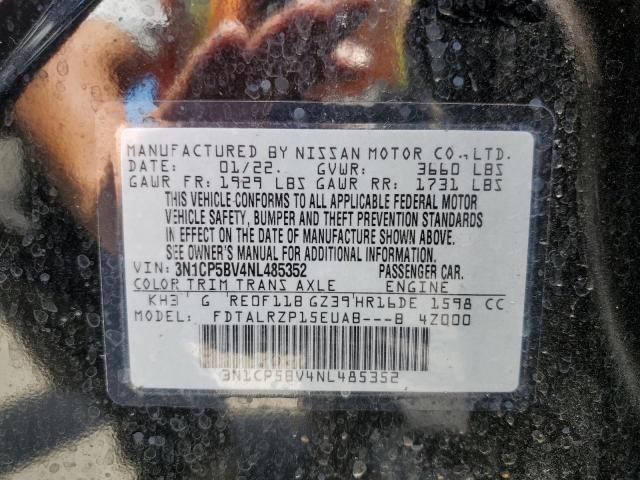 MANUFACTURED BY NISSAN MOTOR CO.,LTD.
DATE: 01/22. GVWR: 3660 LBS
GAWR FR: 1929 LBS GAWR RR: 1731 LBS
THIS VEHICLE CONFORMS TO ALL APPLICABLE FEDERAL MOTOR
VEHICLE SAFETY, BUMPER AND THEFT PREVENTION STANDARDS
IN EFFECT ON THE DATE OF MANUFACTURE SHOWN ABOVE.
SEE OWNER'S MANUAL FOR ADDITIONAL INFORMATION.
VIN: 3N1CP5BV4NL485352 PASSENGER CAR.
COLOR TRIM TRANS AXLE ENGINE
KH3 G RE0F11B GZ39 HR16DE 1598 CC
MODEL: FDTALRZP15EUAB---B 4Z000
3N1CP5BV4NL485352